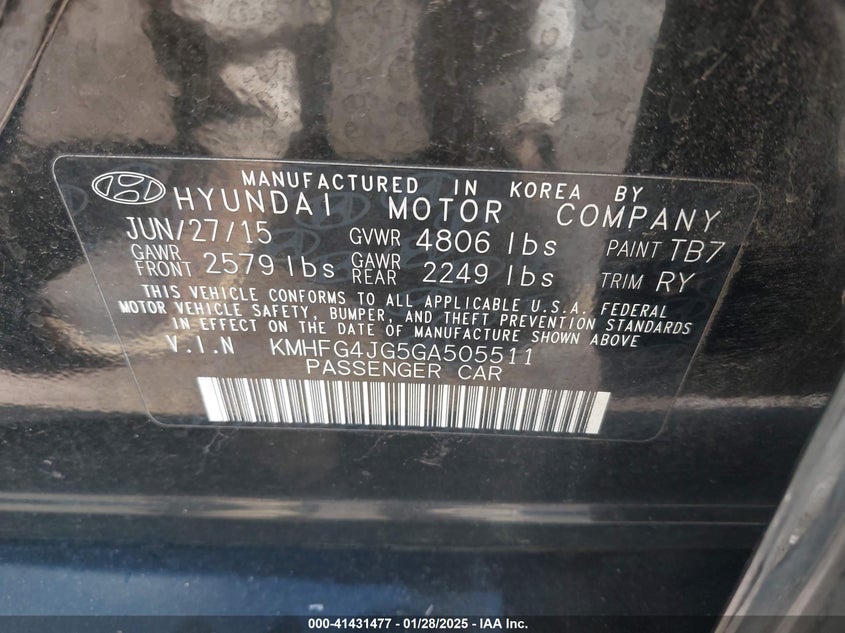 MANUFACTURED IN KOREA BY
HYUNDAI MOTOR COMPANY
JUN/27/15 GVWR 4806 lbs PAINT TB7
GAWR FRONT 2579 lbs GAWR REAR 2249 lbs TRIM RY
THIS VEHICLE CONFORMS TO ALL APPLICABLE U.S.A. FEDERAL
MOTOR VEHICLE SAFETY, BUMPER, AND THEFT PREVENTION STANDARDS
IN EFFECT ON THE DATE OF MANUFACTURE SHOWN ABOVE
V.I.N KMHFG4JG5GA505511
PASSENGER CAR
000-41431477 - 01/28/2025 - IAA Inc.